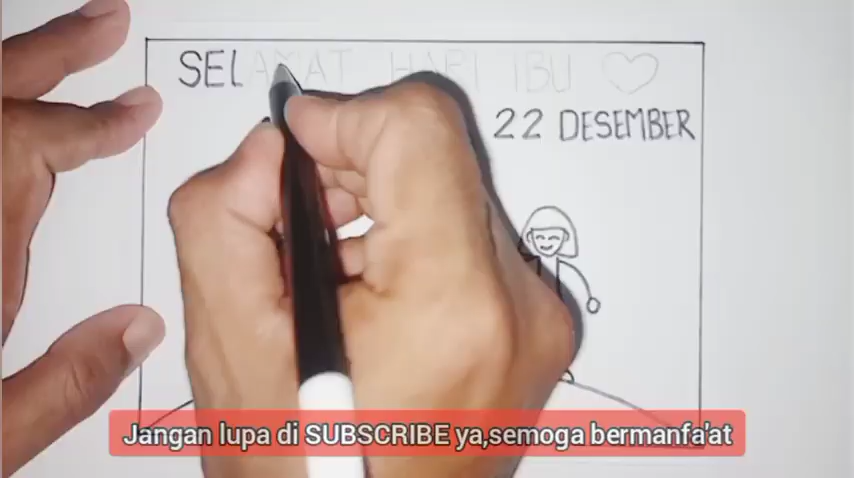 SELAMAT HARI IBU
22 DESEMBER
Jangan lupa di SUBSCRIBE ya,semoga bermanfa'at